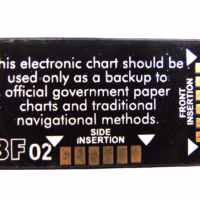 This electronic chart should be
used only as a backup to
official government paper
charts and traditional
navigational methods.
FRONT
INSERTION
SIDE
INSERTION
BF 02